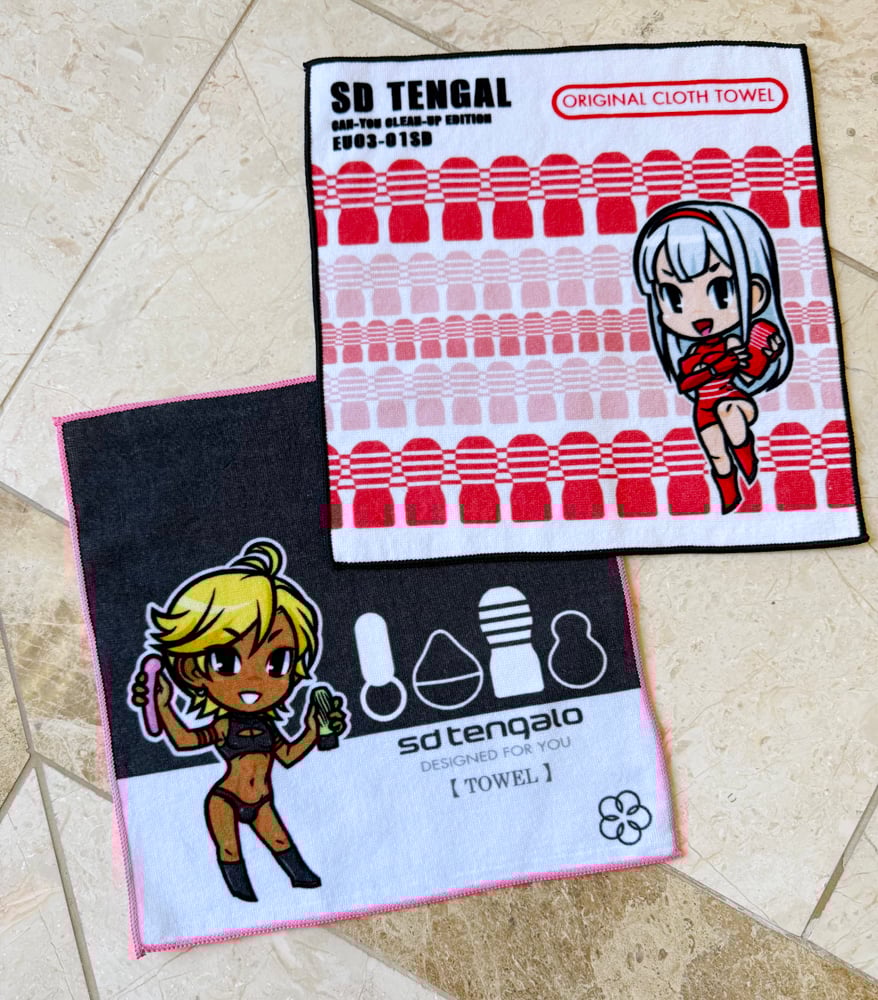 SD TENGAL
CAN-YOU CLEAN-UP EDITION
EU03-01SD
ORIGINAL CLOTH TOWEL
sd tengalo
DESIGNED FOR YOU
【TOWEL】